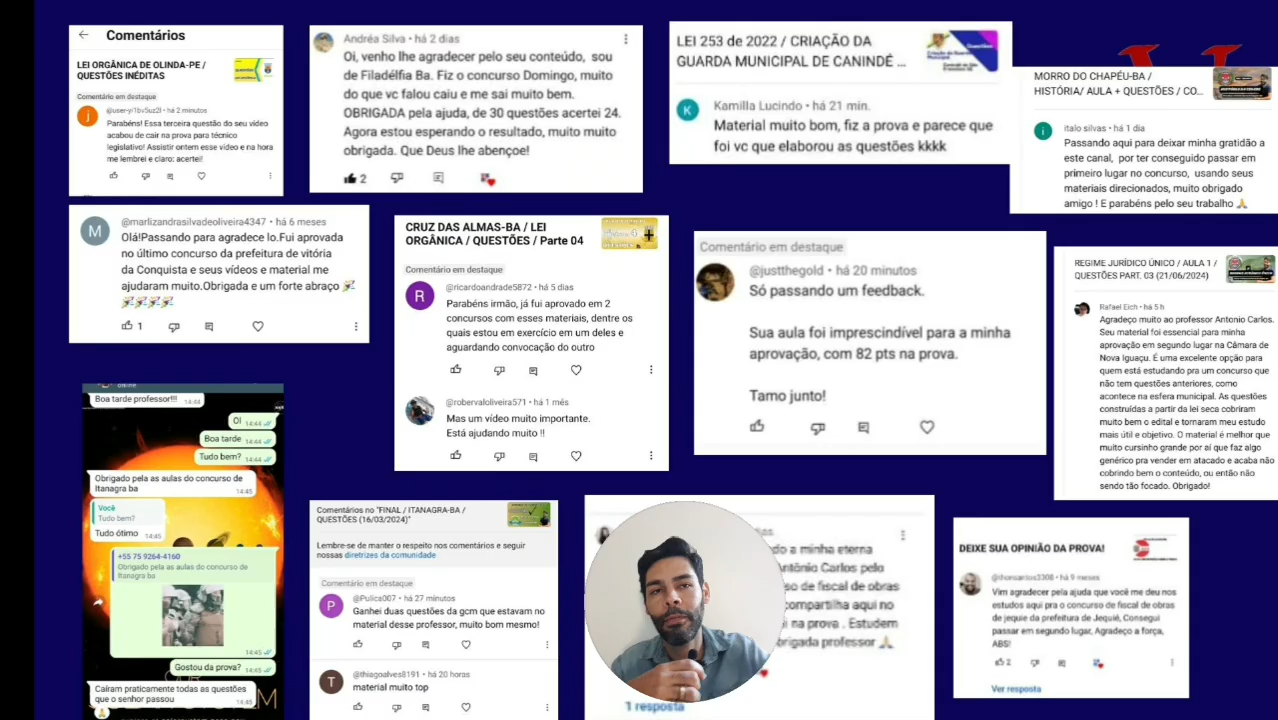 Comentários
LEI ORGÂNICA DE OLINDA-PE /
QUESTÕES INÉDITAS
Comentário em destaque
há 2 minutos
Parabéns! Essa terceira questão do seu vídeo
acabou de cair na prova para técnico
legislativo! Assistir ontem esse vídeo e na hora
me lembrei e claro: acertei!
Andréa Silva • há 2 dias
Oi, venho lhe agradecer pelo seu conteúdo, sou
de Filadélfia Ba. Fiz o concurso Domingo, muito
do que vc falou caiu e me sai muito bem.
OBRIGADA pela ajuda, de 30 questões acertei 24.
Agora estou esperando o resultado, muito muito
obrigada. Que Deus lhe abençoe!
2
LEI 253 de 2022 / CRIAÇÃO DA
GUARDA MUNICIPAL DE CANINDÉ ...
K
Kamilla Lucindo • há 21 min.
Material muito bom, fiz a prova e parece que
foi vc que elaborou as questões kkkk
MORRO DO CHAPÉU-BA /
HISTÓRIA/ AULA + QUESTÕES / CO...
i
italo silvas • há 1 dia
Passando aqui para deixar minha gratidão a
este canal, por ter conseguido passar em
primeiro lugar no concurso, usando seus
materiais direcionados, muito obrigado
amigo ! E parabéns pelo seu trabalho 🙏
M
@marlizandrasilvadeoliveira4347 • há 6 meses
Olá!Passando para agradece lo.Fui aprovada
no último concurso da prefeitura de vitória
da Conquista e seus vídeos e material me
ajudaram muito.Obrigada e um forte abraço 🎉
🎉🎉🎉🎉
1
CRUZ DAS ALMAS-BA / LEI
ORGÂNICA / QUESTÕES / Parte 04
Comentário em destaque
R
@ricardoandrade5872 • há 5 dias
Parabéns irmão, já fui aprovado em 2
concursos com esses materiais, dentre os
quais estou em exercício em um deles e
aguardando convocação do outro
@robervaloliveira571 • há 1 mês
Mas um vídeo muito importante.
Está ajudando muito !!
Comentário em destaque
@justthegold • há 20 minutos
Só passando um feedback.
Sua aula foi imprescindível para a minha
aprovação, com 82 pts na prova.
Tamo junto!
REGIME JURÍDICO ÚNICO / AULA 1 /
QUESTÕES PART. 03 (21/06/2024)
Rafael Eich • há 5 h
Agradeço muito ao professor Antonio Carlos.
Seu material foi essencial para minha
aprovação em segundo lugar na Câmara de
Nova Iguaçu. É uma excelente opção para
quem está estudando pra um concurso que
não tem questões anteriores, como
acontece na esfera municipal. As questões
construídas a partir da lei seca cobriram
muito bem o edital e tornaram meu estudo
mais útil e objetivo. O material é melhor que
muito cursinho grande por aí que faz algo
genérico pra vender em atacado e acaba não
cobrindo bem o conteúdo, ou então não
sendo tão focado. Obrigado!
online
Boa tarde professor!!! 14:44
OI 14:44
Boa tarde 14:44
Tudo bem? 14:44
Obrigado pela as aulas do concurso de
Itanagra ba 14:45
Você
Tudo bem?
Tudo ótimo 14:45
+55 75 9264-4160
Obrigado pela as aulas do concurso de
Itanagra ba
14:45
Gostou da prova? 14:45
Caíram praticamente todas as questões
que o senhor passou 14:45
🙏
Comentários no "FINAL / ITANAGRA-BA /
QUESTÕES (16/03/2024)"
Lembre-se de manter o respeito nos comentários e seguir
nossas diretrizes da comunidade
Comentário em destaque
P
@Pulica007 • há 27 minutos
Ganhei duas questões da gcm que estavam no
material desse professor, muito bom mesmo!
T
@thiagoalves8191 • há 20 horas
material muito top
a minha eterna
Antônio Carlos pelo
de fiscal de obras
compartilha aqui no
na prova . Estudem
professor 🙏
1 resposta
DEIXE SUA OPINIÃO DA PROVA!
@thonsantos3308 • há 9 meses
Vim agradecer pela ajuda que você me deu nos
estudos aqui pra o concurso de fiscal de obras
de jequie da prefeitura de Jequié, Consegui
passar em segundo lugar, Agradeço a força,
ABS!
2
Ver resposta